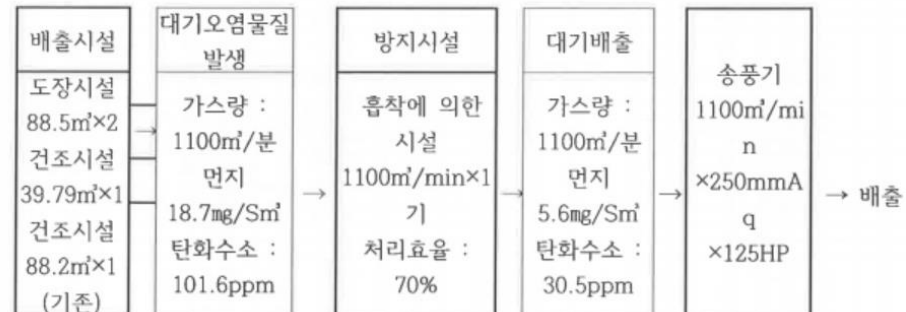 배출시설
도장시설
88.5㎥×2
건조시설
39.79㎥×1
건조시설
88.2㎥×1
(기존)
→
대기오염물질
발생
가스량 :
1100㎥/분
먼지
18.7mg/S㎥
탄화수소 :
101.6ppm
→
방지시설
흡착에 의한
시설
1100㎥/min×1
기
처리효율 :
70%
→
대기배출
가스량 :
1100㎥/분
먼지
5.6mg/S㎥
탄화수소 :
30.5ppm
→
송풍기
1100㎥/mi
n
×250mmA
q
×125HP
→ 배출